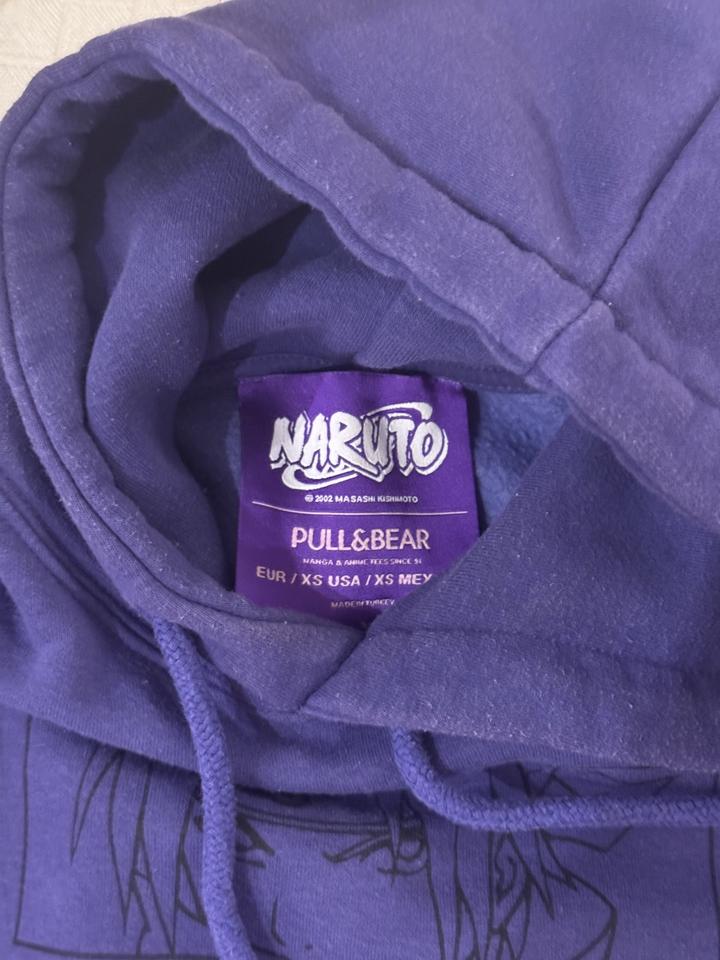 NARUTO
© 2002 MASASHI KISHIMOTO
PULL&BEAR
MANGA & ANIME TEES SINCE 91
EUR / XS USA / XS MEX
MADE IN TURKEY